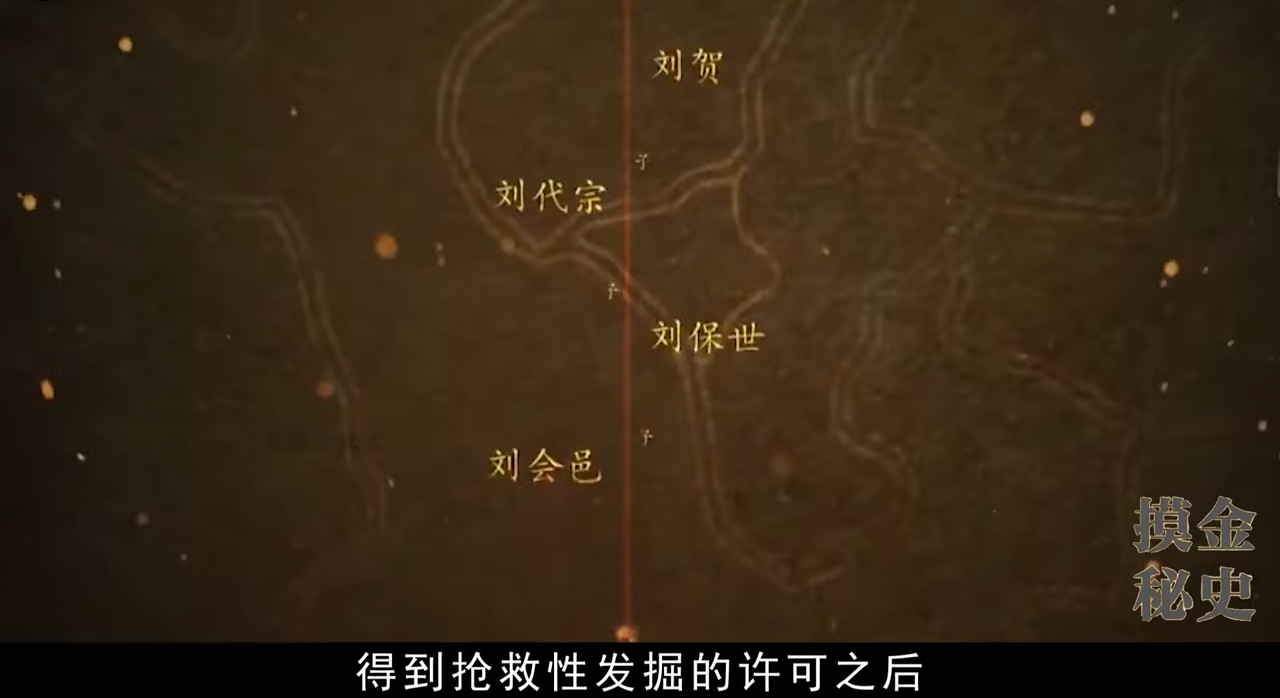 刘贺
子
刘代宗
子
刘保世
子
刘会邑
摸金
秘史
得到抢救性发掘的许可之后